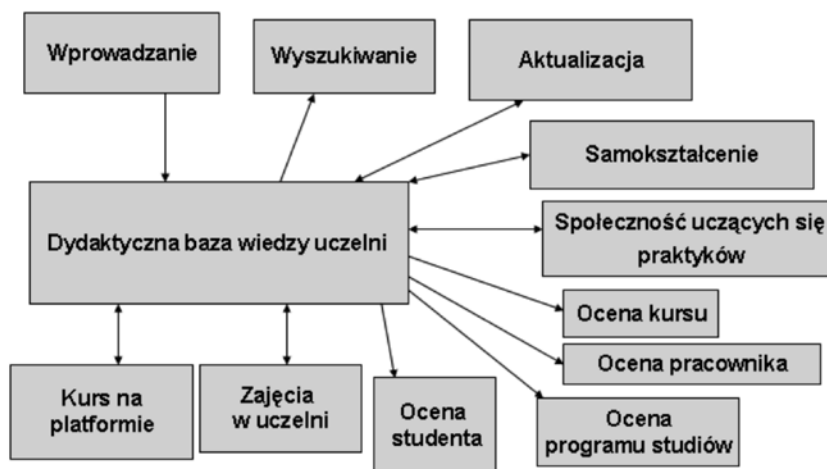 Wprowadzanie
Wyszukiwanie
Aktualizacja
Samokształcenie
Dydaktyczna baza wiedzy uczelni
Społeczność uczących się
praktyków
Ocena kursu
Ocena pracownika
Kurs na
platformie
Zajęcia
w uczelni
Ocena
studenta
Ocena
programu studiów